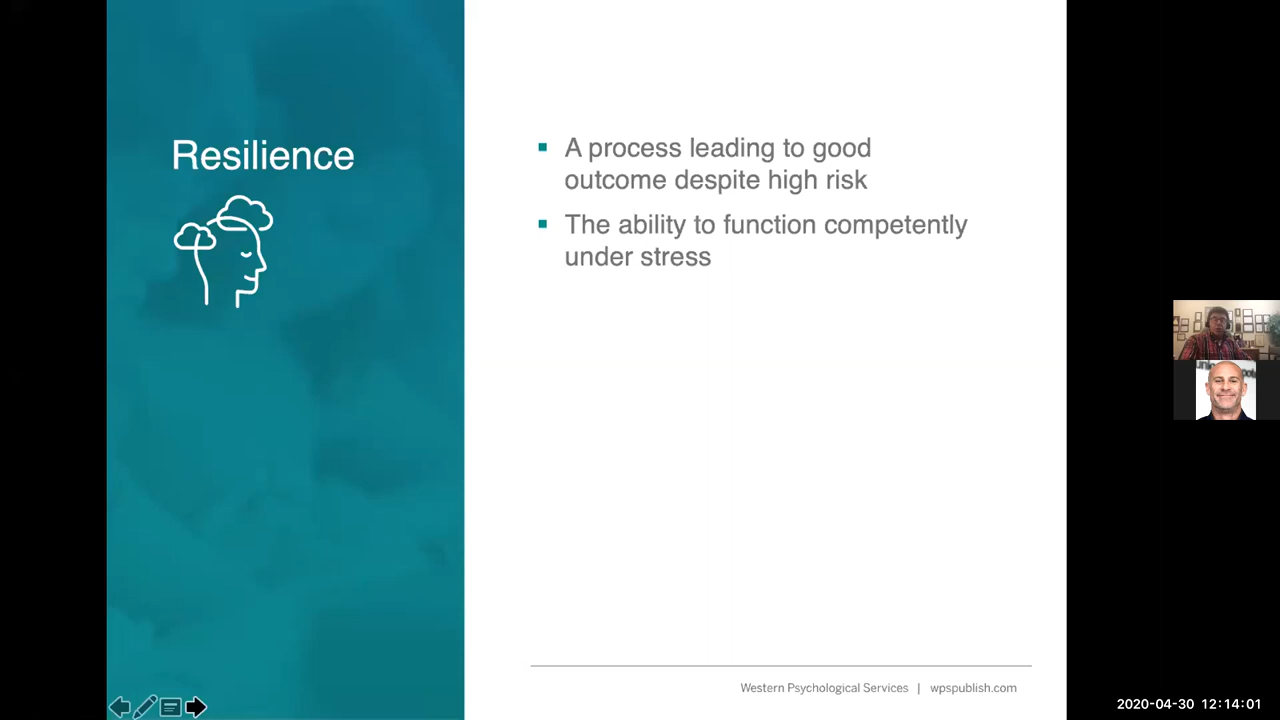 Resilience
A process leading to good
outcome despite high risk
The ability to function competently
under stress
Western Psychological Services | wpspublish.com
2020-04-30 12:14:01